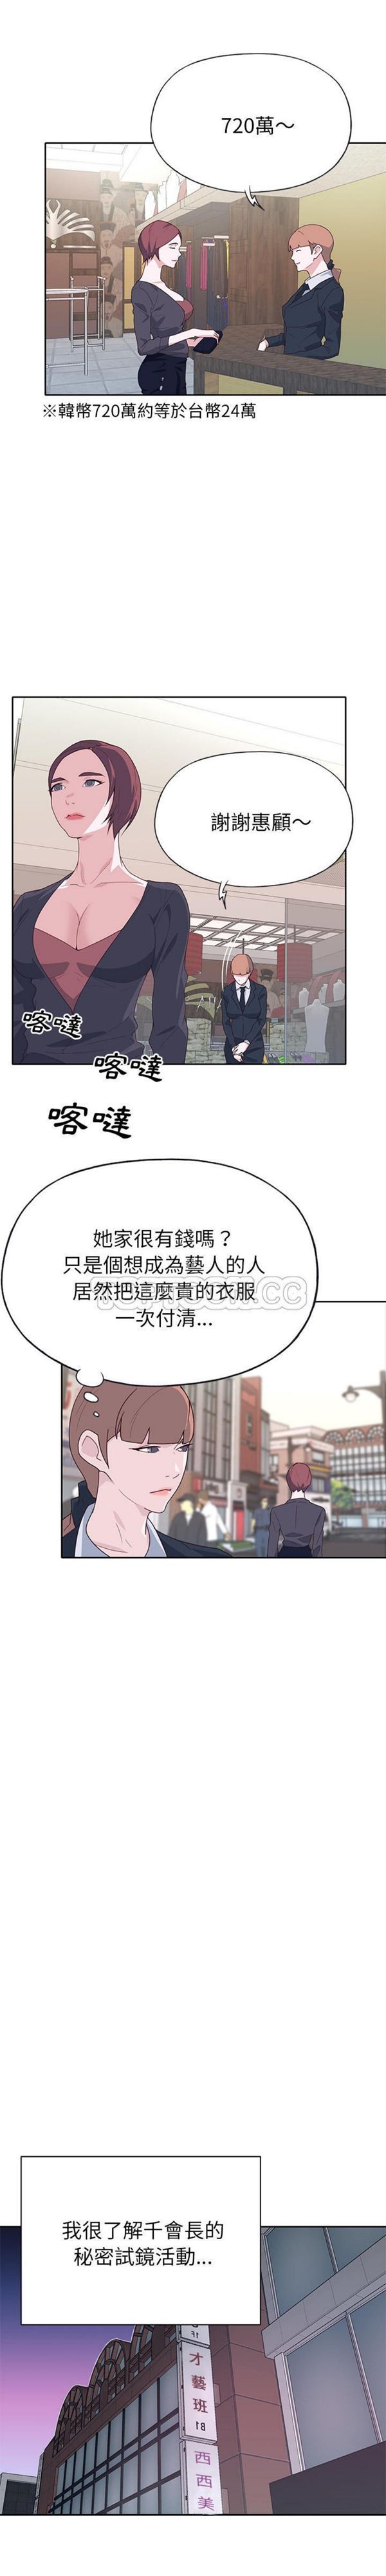 720萬～
※韓幣720萬約等於台幣24萬
謝謝惠顧～
喀噠
喀噠
喀噠
她家很有錢嗎？
只是個想成為藝人的人
居然把這麼貴的衣服
一次付清...
我很了解千會長的
秘密試鏡活動...
1F
才藝班
B1
西西美